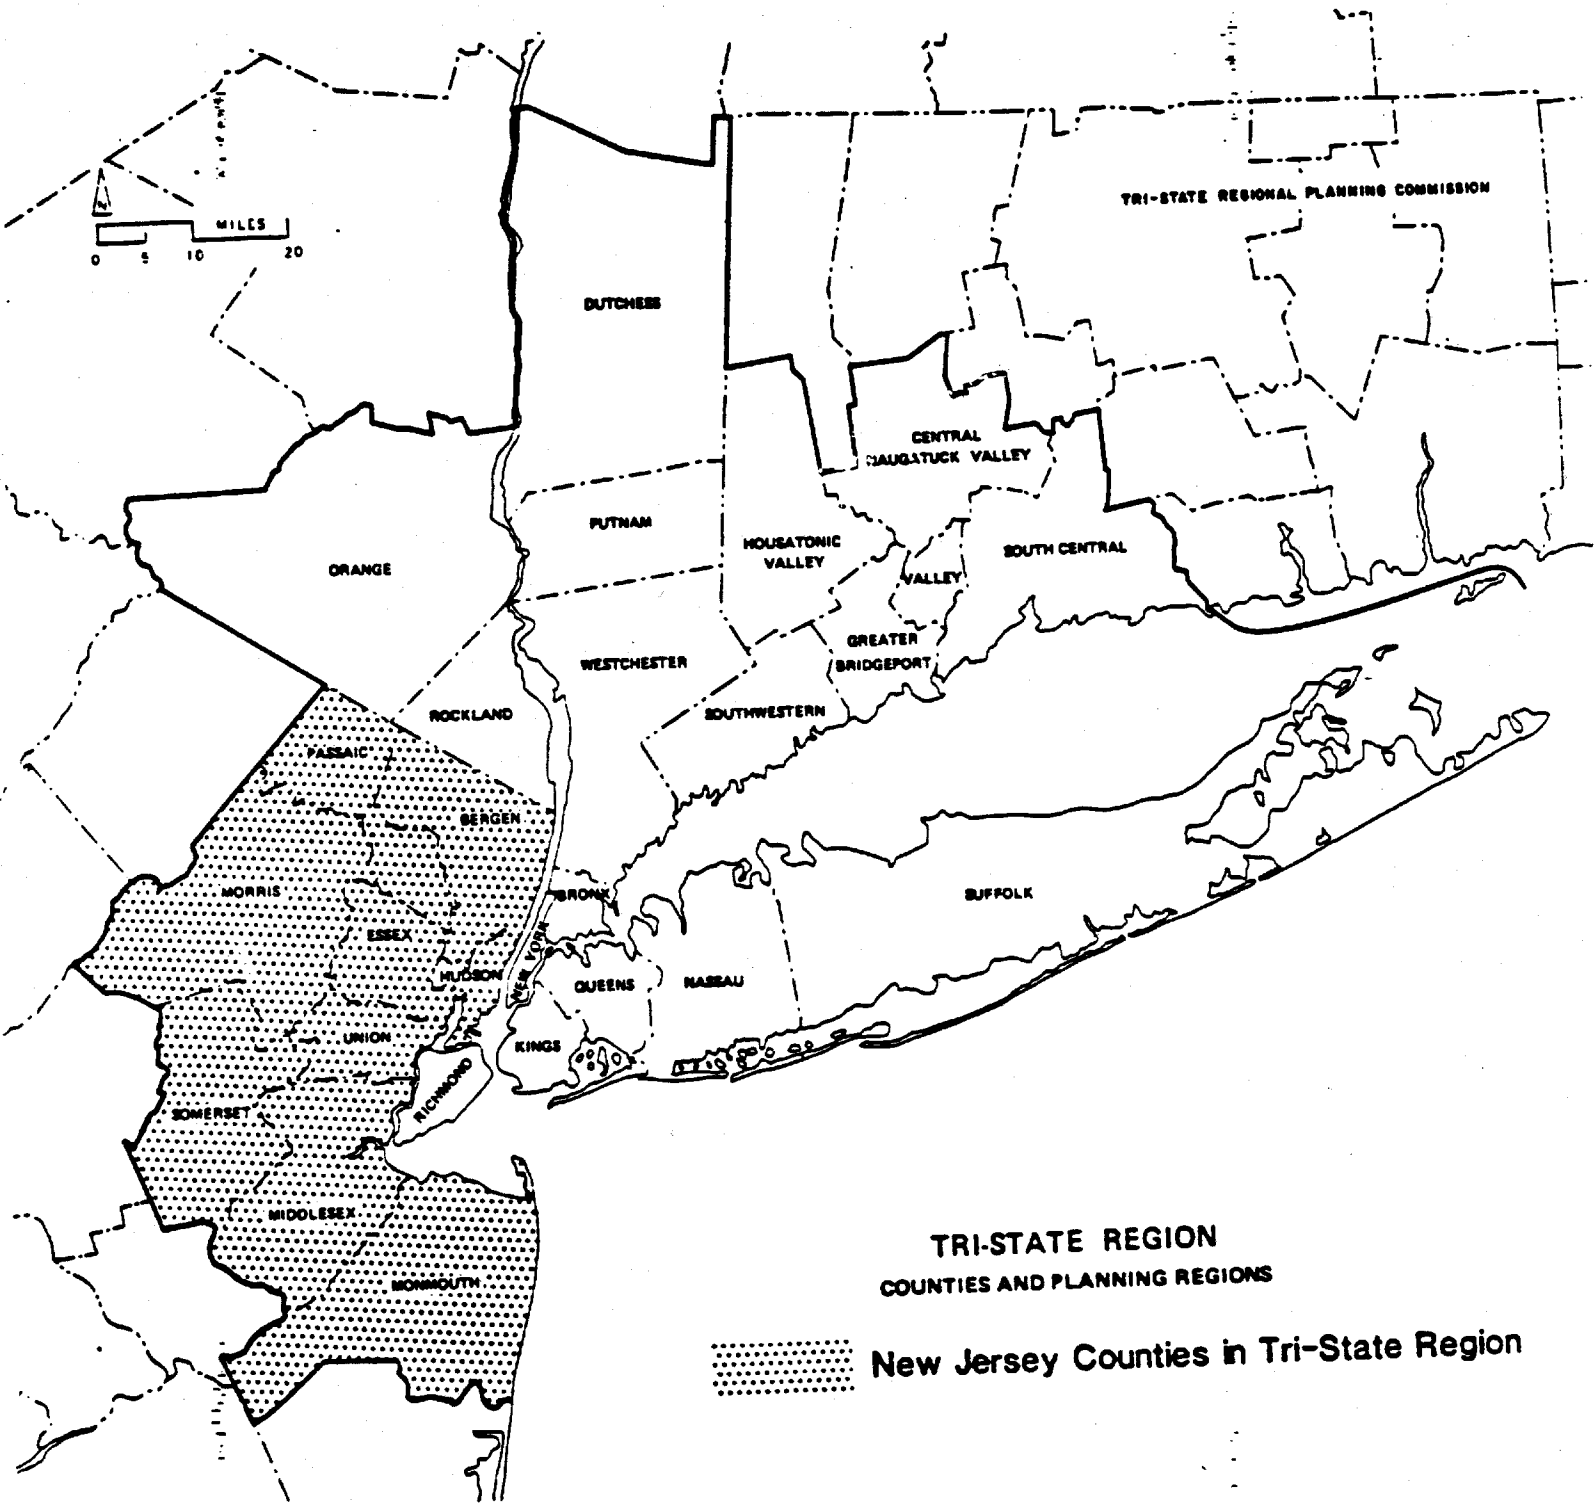 TRI-STATE REGIONAL PLANNING COMMISSION
N
MILES
0 5 10 20
DUTCHESS
CENTRAL
NAUGATUCK VALLEY
PUTNAM
HOUSATONIC
VALLEY
VALLEY
SOUTH CENTRAL
ORANGE
GREATER
BRIDGEPORT
WESTCHESTER
SOUTHWESTERN
ROCKLAND
PASSAIC
BERGEN
MORRIS
BRONX
SUFFOLK
ESSEX
HUDSON
NEW YORK
QUEENS
NASSAU
UNION
KINGS
RICHMOND
SOMERSET
MIDDLESEX
MONMOUTH
TRI-STATE REGION
COUNTIES AND PLANNING REGIONS
New Jersey Counties in Tri-State Region